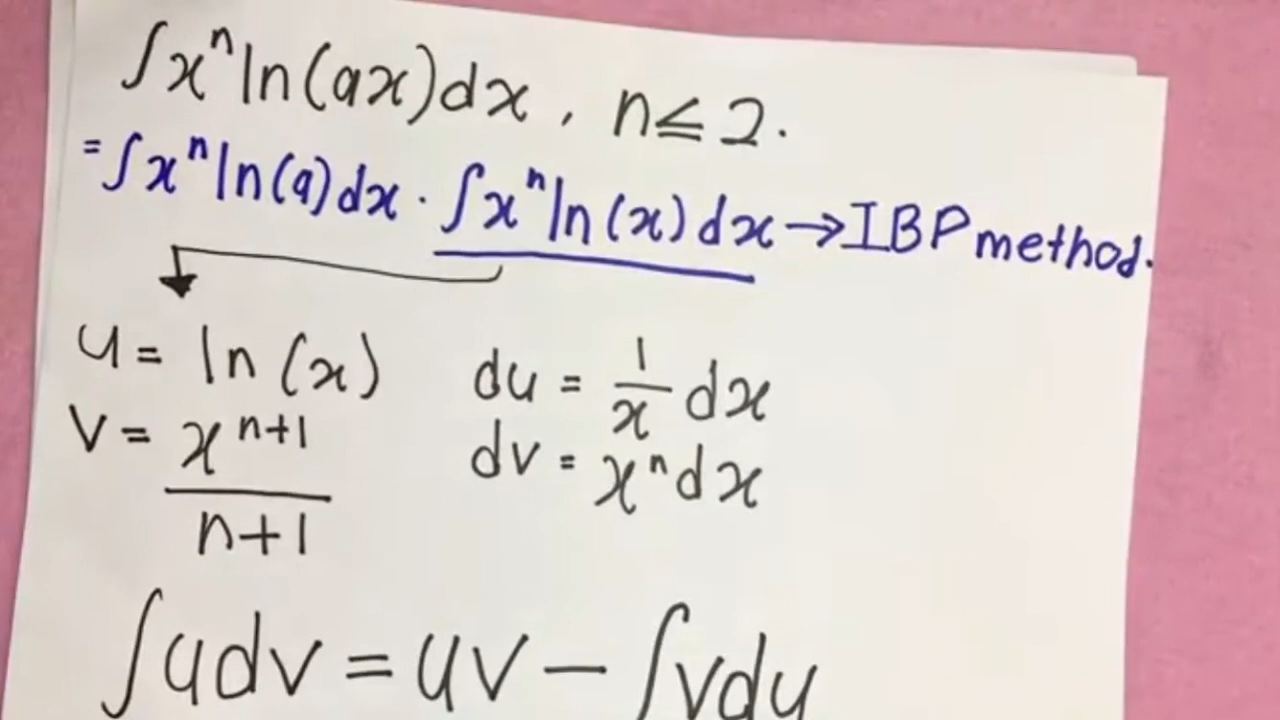 ∫xⁿln(ax)dx, n≤2.
=∫xⁿln(a)dx · ∫xⁿln(x)dx→IBP method.
u = ln(x) du = 1/x dx
v = xⁿ⁺¹/n+1 dv = xⁿdx
∫udv = uv − ∫vdu